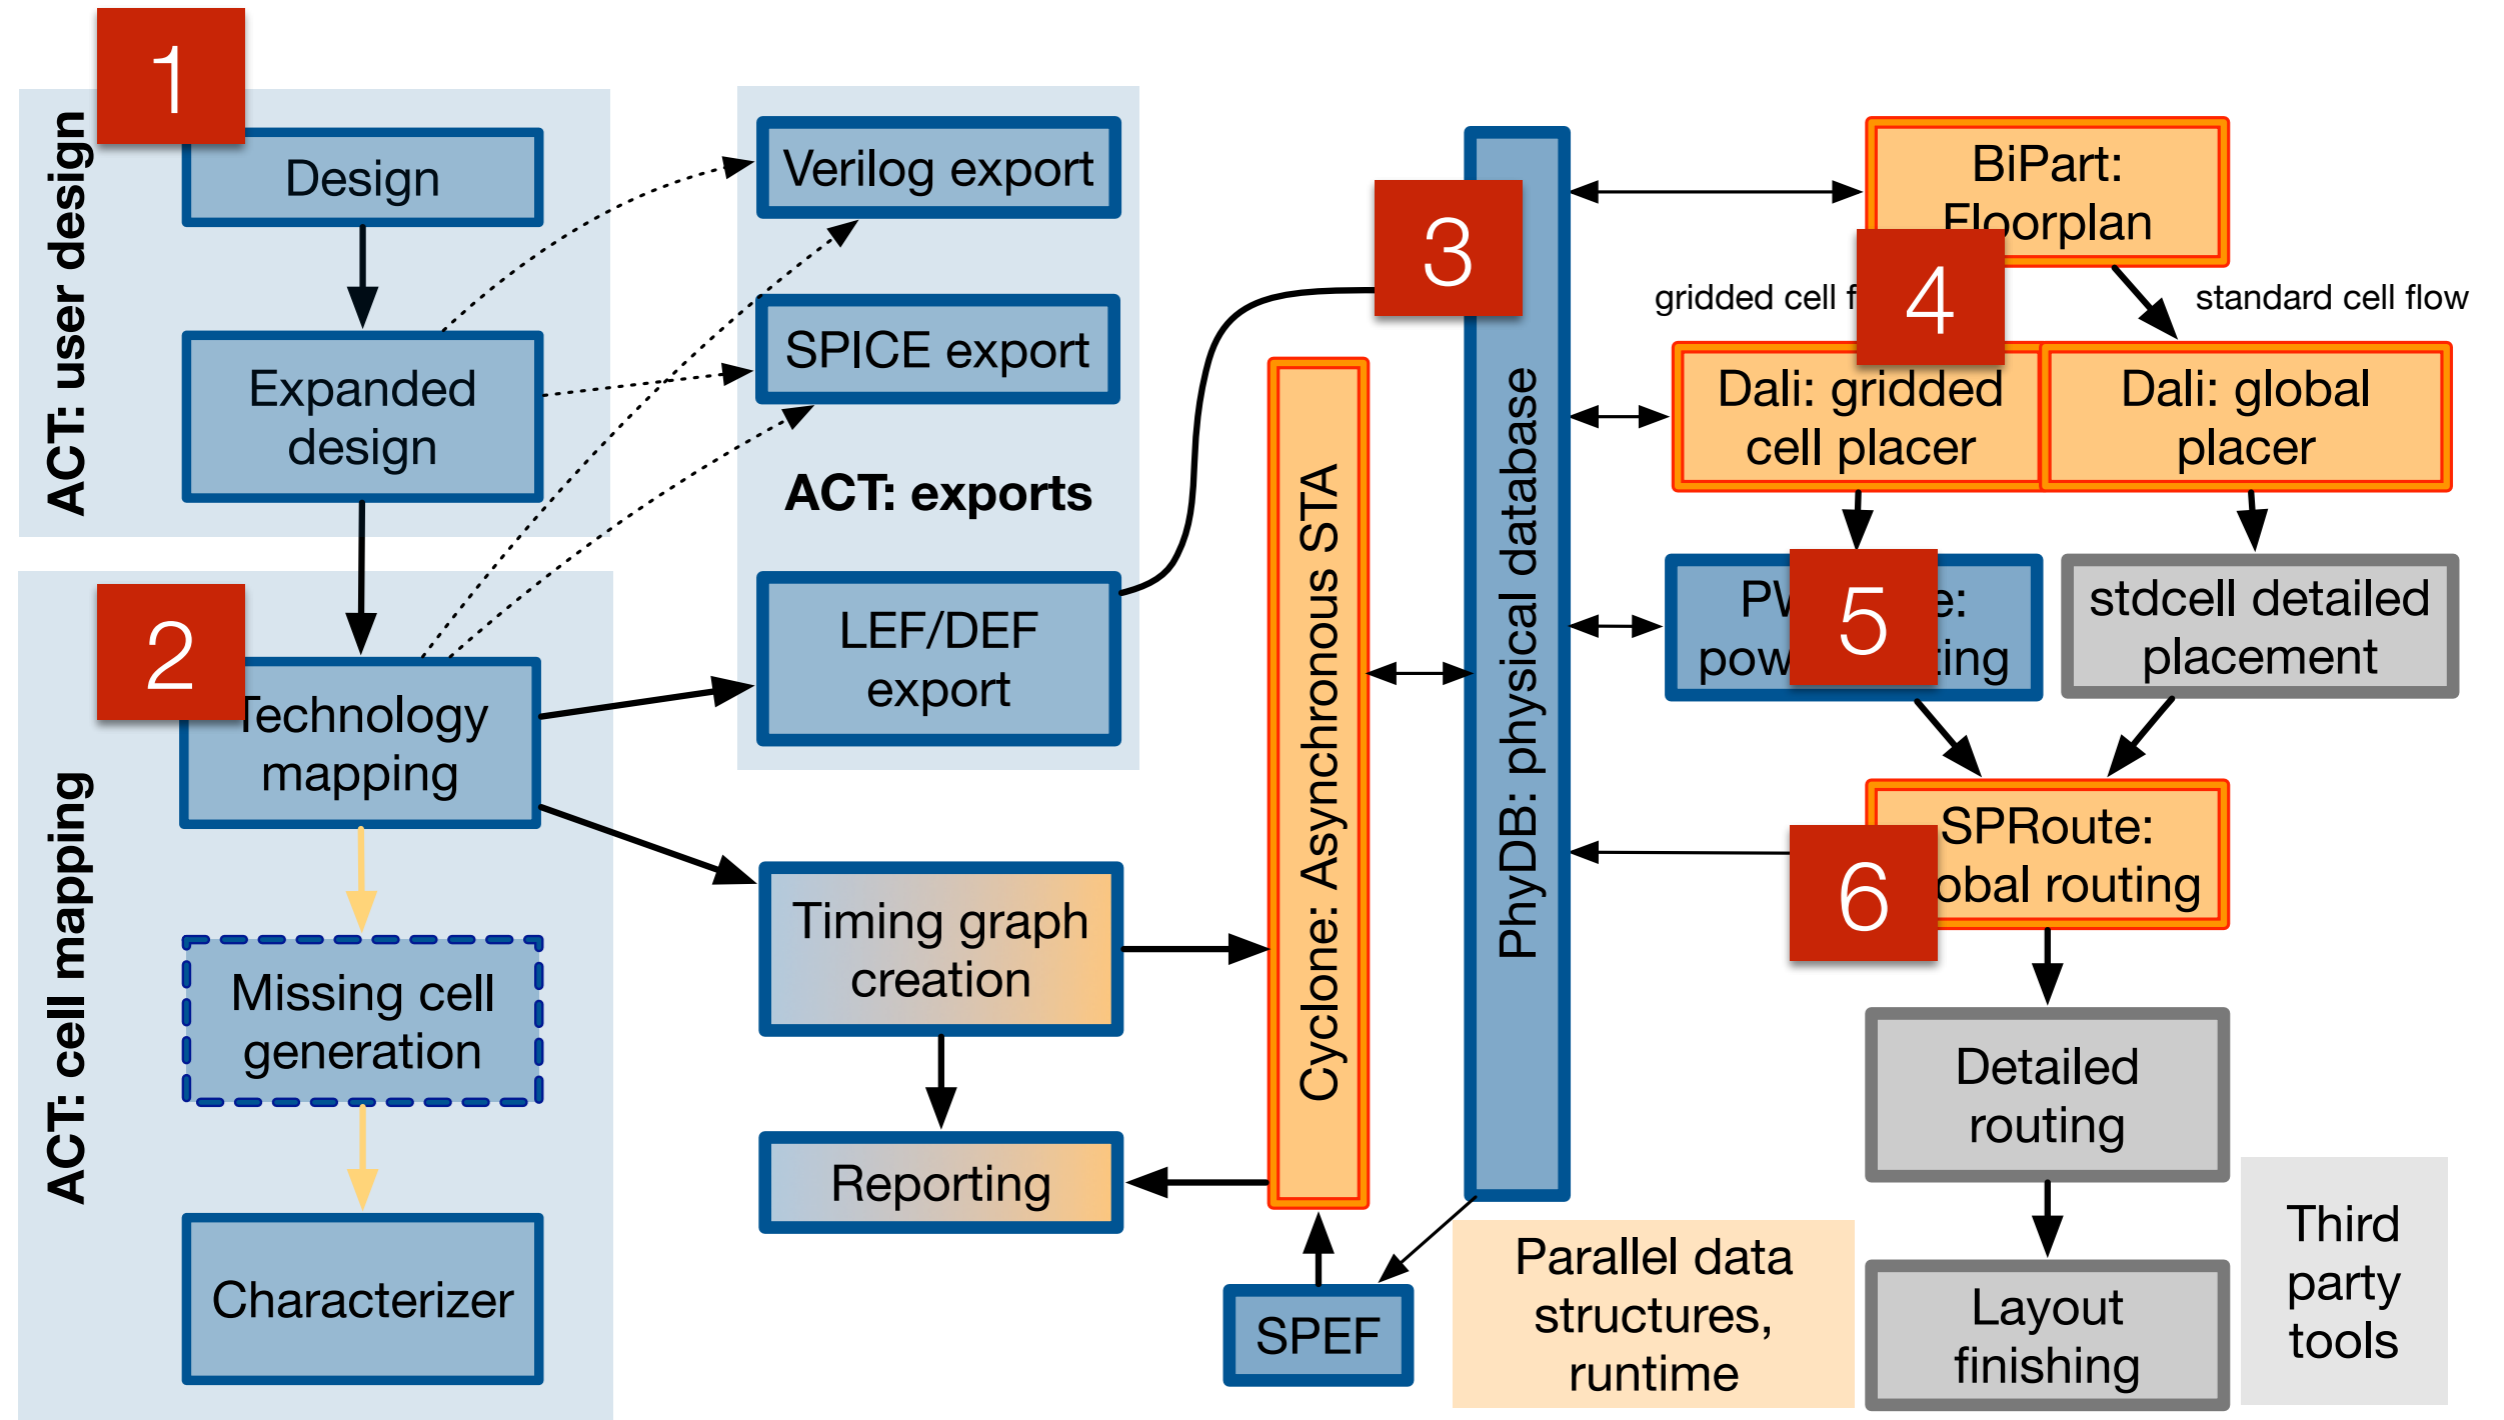 1
ACT: user design
Design
Expanded
design
2
ACT: cell mapping
Technology
mapping
Missing cell
generation
Characterizer
Verilog export
SPICE export
ACT: exports
LEF/DEF
export
Timing graph
creation
Reporting
Cyclone: Asynchronous STA
SPEF
3
PhyDB: physical database
BiPart:
Floorplan
gridded cell
4
standard cell flow
Dali: gridded
cell placer
Dali: global
placer
5
stdcell detailed
placement
SPRoute:
routing
6
Detailed
routing
Layout
finishing
Parallel data
structures,
runtime
Third
party
tools